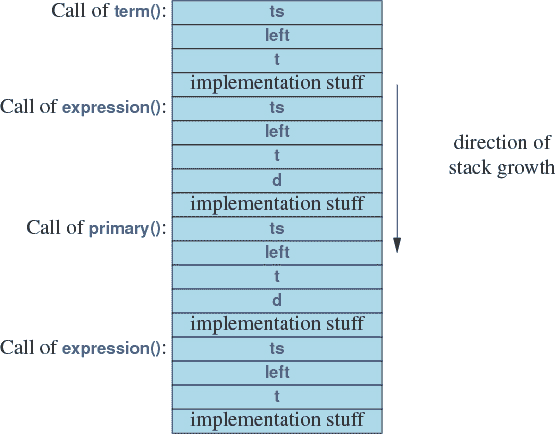 Call of term(): ts
left
t
implementation stuff
Call of expression(): ts
left
t
d
implementation stuff
Call of primary(): ts
left
t
d
implementation stuff
Call of expression(): ts
left
t
implementation stuff
direction of
stack growth